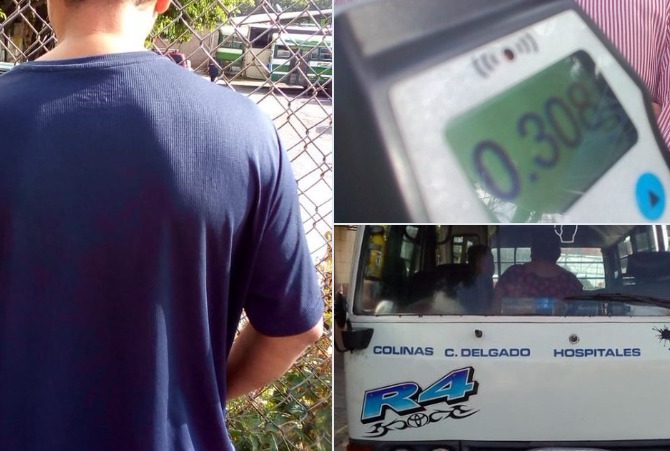 0.308
COLINAS C. DELGADO HOSPITALES
R4